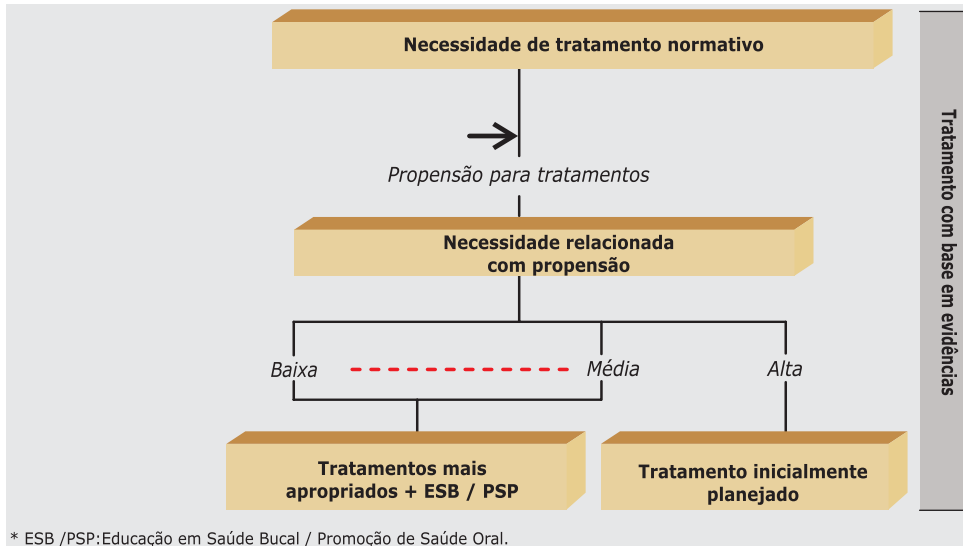 Necessidade de tratamento normativo
Propensão para tratamentos
Necessidade relacionada
com propensão
Baixa
Média
Alta
Tratamentos mais
apropriados + ESB / PSP
Tratamento inicialmente
planejado
Tratamento com base em evidências
* ESB /PSP:Educação em Saúde Bucal / Promoção de Saúde Oral.